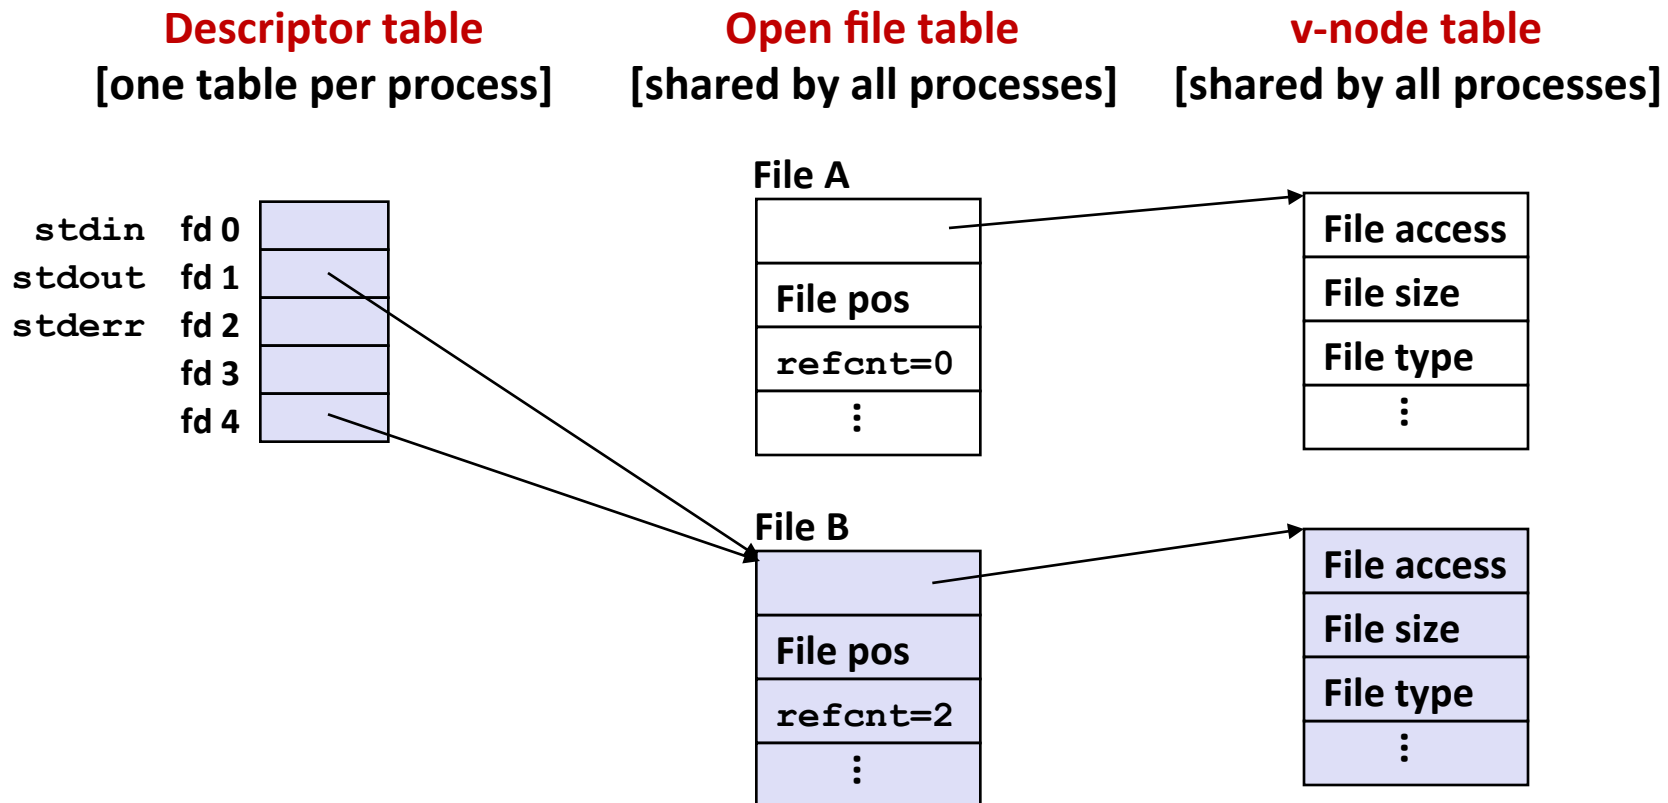 Descriptor table
[one table per process]
Open file table
[shared by all processes]
v-node table
[shared by all processes]
stdin fd 0
stdout fd 1
stderr fd 2
fd 3
fd 4
File A
File pos
refcnt=0
⋮
File access
File size
File type
⋮
File B
File pos
refcnt=2
⋮
File access
File size
File type
⋮